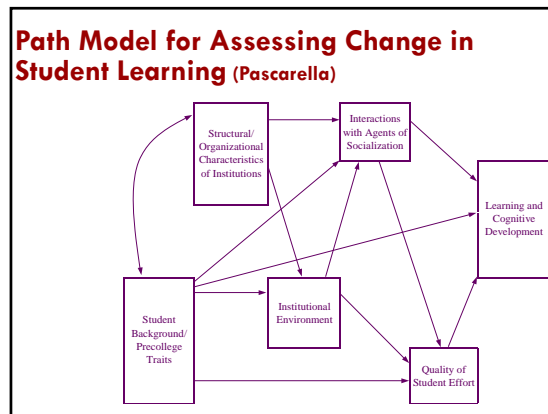 Path Model for Assessing Change in
Student Learning (Pascarella)
Structural/
Organizational
Characteristics
of Institutions
Interactions
with Agents of
Socialization
Learning and
Cognitive
Development
Student
Background/
Precollege
Traits
Institutional
Environment
Quality of
Student Effort